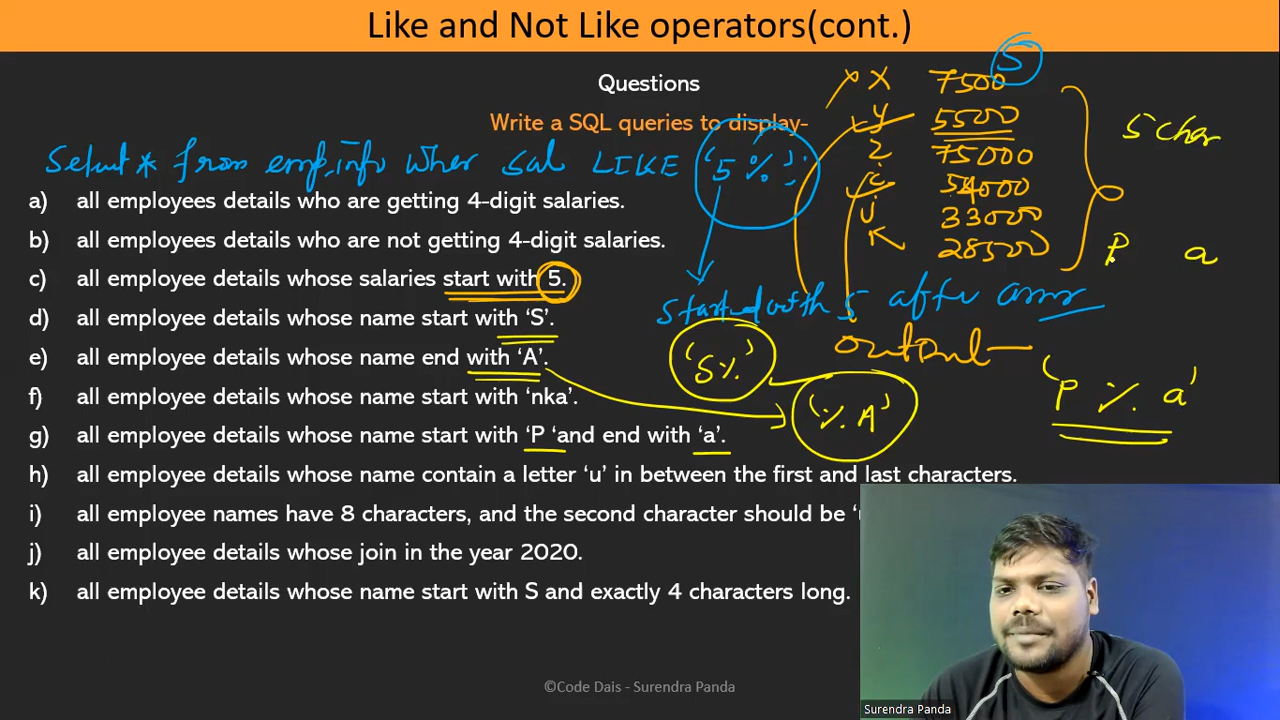 Like and Not Like operators(cont.)
Questions
Write a SQL queries to display-
Select * from emp_info wher sal LIKE '5 %';
a) all employees details who are getting 4-digit salaries.
b) all employees details who are not getting 4-digit salaries.
c) all employee details whose salaries start with 5.
d) all employee details whose name start with ‘S’.
e) all employee details whose name end with ‘A’.
f) all employee details whose name start with ‘nka’.
g) all employee details whose name start with ‘P ‘and end with ‘a’.
h) all employee details whose name contain a letter ‘u’ in between the first and last characters.
i) all employee names have 8 characters, and the second character should be
j) all employee details whose join in the year 2020.
k) all employee details whose name start with S and exactly 4 characters long.
5
X 7500
Y 5500
Z 75000
54000
33000
K 28500
5 char
P a
started with 5 after
output
'S%'
'%A'
'P % a'
©Code Dais - Surendra Panda
Surendra Panda